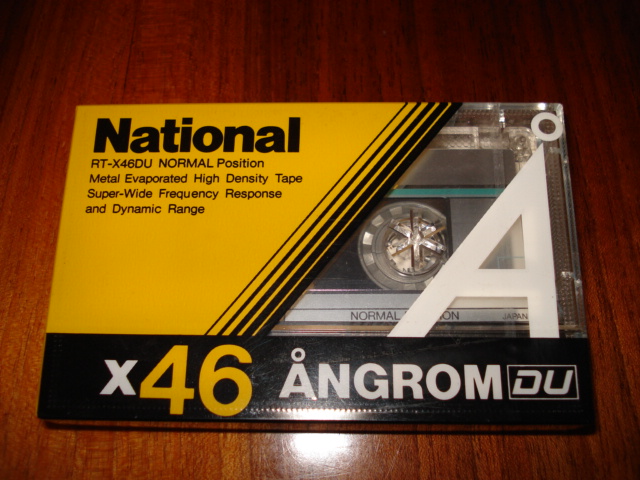 National
RT-X46DU NORMAL Position
Metal Evaporated High Density Tape
Super-Wide Frequency Response
and Dynamic Range
Å
NORMAL
JAPAN
x46 ÅNGROM DU